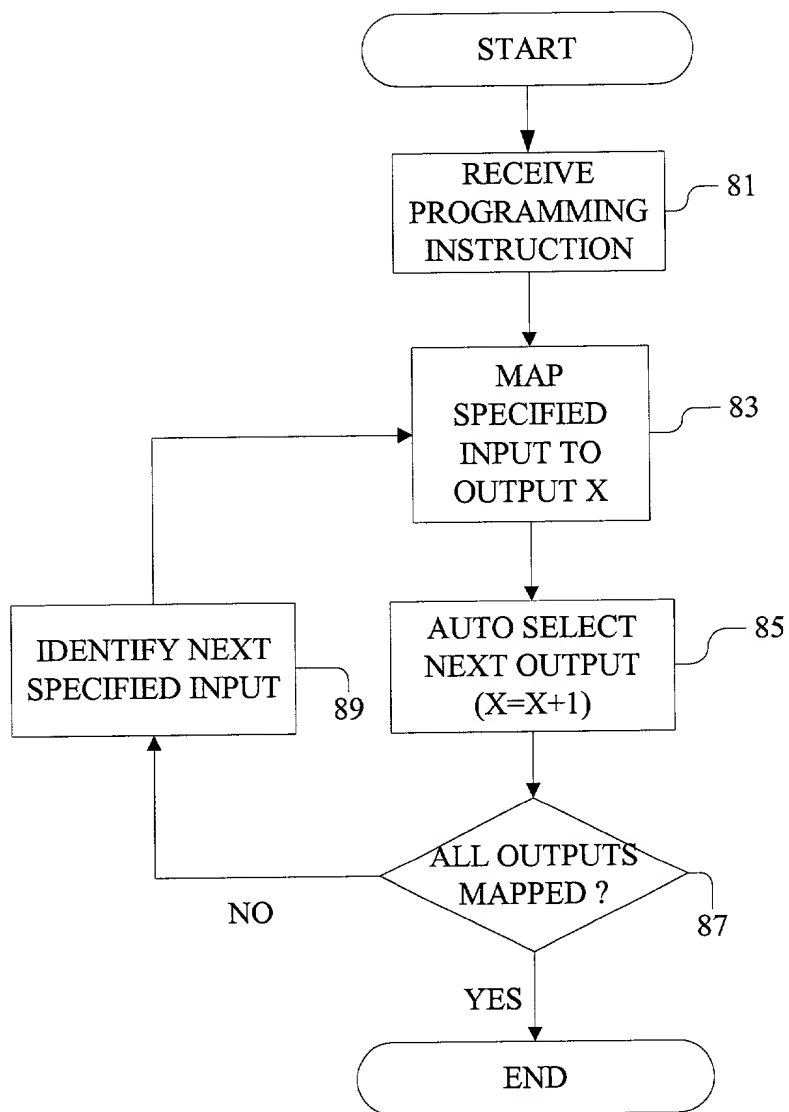 START
RECEIVE
PROGRAMMING
INSTRUCTION
81
MAP
SPECIFIED
INPUT TO
OUTPUT X
83
AUTO SELECT
NEXT OUTPUT
(X=X+1)
85
IDENTIFY NEXT
SPECIFIED INPUT
89
ALL OUTPUTS
MAPPED ?
87
NO
YES
END